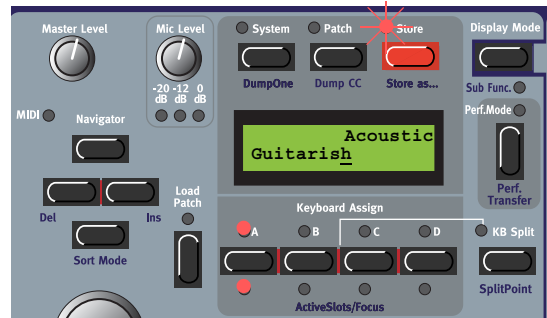 Master Level
Mic Level
System
Patch
Store
Display Mode
DumpOne
Dump CC
Store as...
Sub Func.
-20 -12 0
dB dB dB
MIDI
Navigator
Perf.Mode
Acoustic
Guitarish
Perf.
Transfer
Del
Ins
Load
Patch
Sort Mode
Keyboard Assign
A
B
C
D
KB Split
SplitPoint
ActiveSlots/Focus